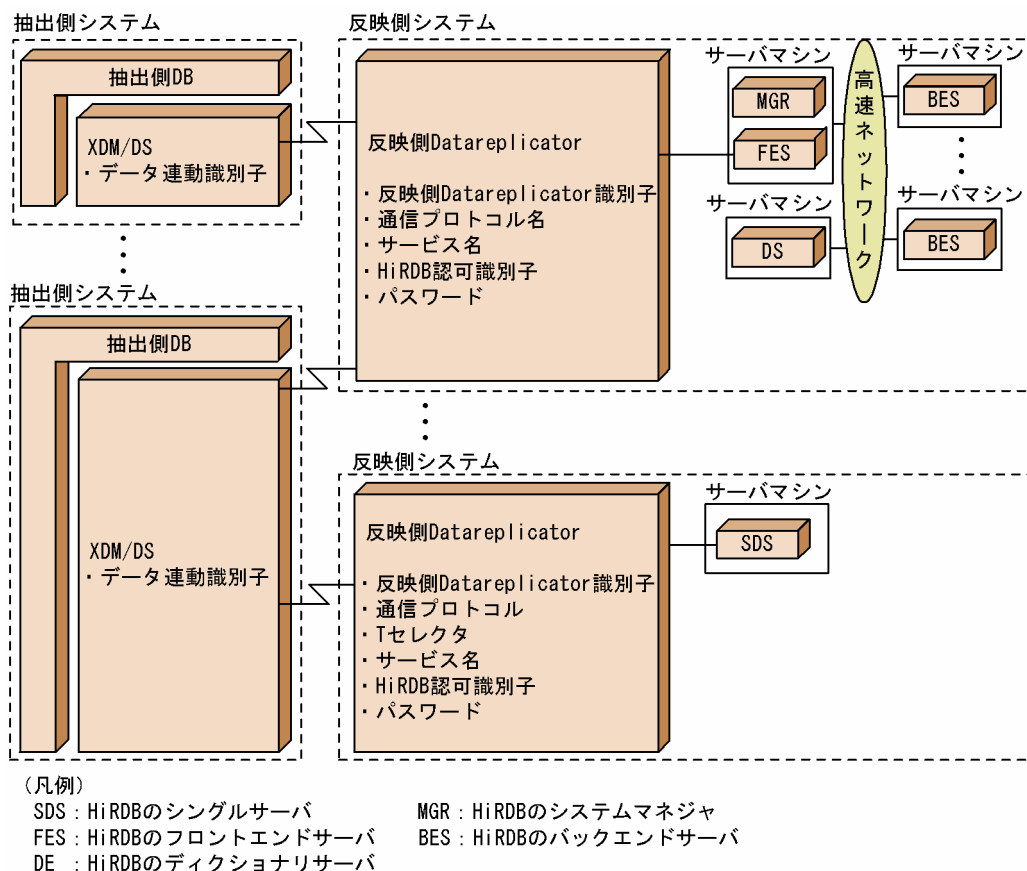 抽出側システム
抽出側DB
XDM/DS
・データ連動識別子
反映側システム
反映側Datareplicator
・反映側Datareplicator識別子
・通信プロトコル名
・サービス名
・HiRDB認可識別子
・パスワード
サーバマシン
MGR
FES
サーバマシン
DS
高速ネットワーク
サーバマシン
BES
サーバマシン
BES
抽出側システム
抽出側DB
XDM/DS
・データ連動識別子
反映側システム
反映側Datareplicator
・反映側Datareplicator識別子
・通信プロトコル
・Tセレクタ
・サービス名
・HiRDB認可識別子
・パスワード
サーバマシン
SDS
(凡例)
SDS：HiRDBのシングルサーバ MGR：HiRDBのシステムマネジャ
FES：HiRDBのフロントエンドサーバ BES：HiRDBのバックエンドサーバ
DE ：HiRDBのディクショナリサーバ